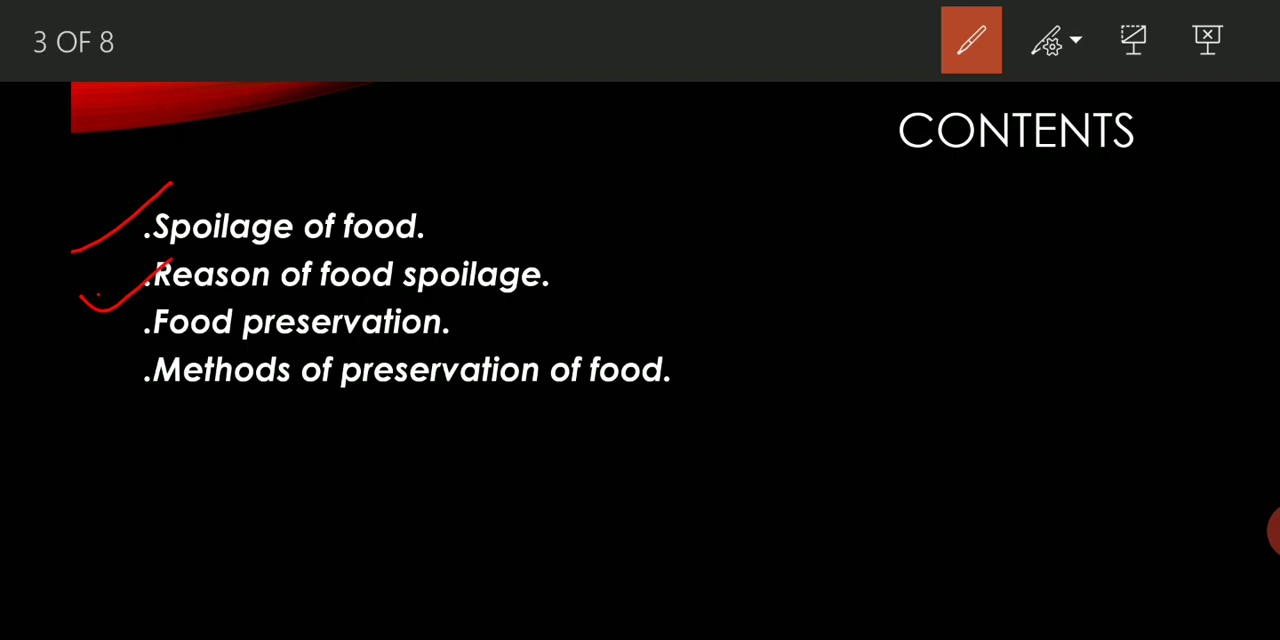 3 OF 8
CONTENTS
.Spoilage of food.
.Reason of food spoilage.
.Food preservation.
.Methods of preservation of food.